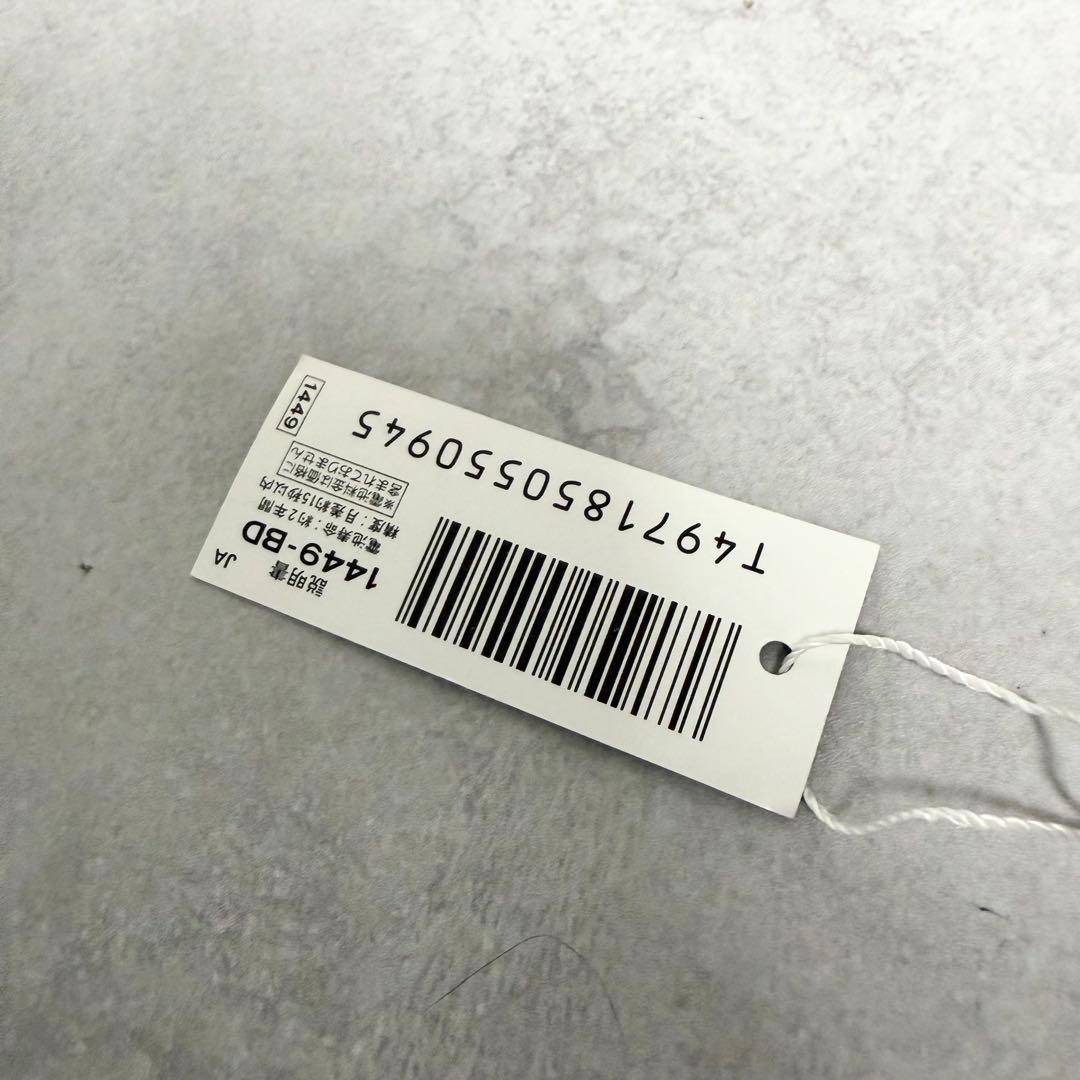 説明書 JA
1449-BD
電池寿命：約2年間
精度：月差約15秒以内
※電池料金は価格に
含まれておりません
1449
T4971850550945